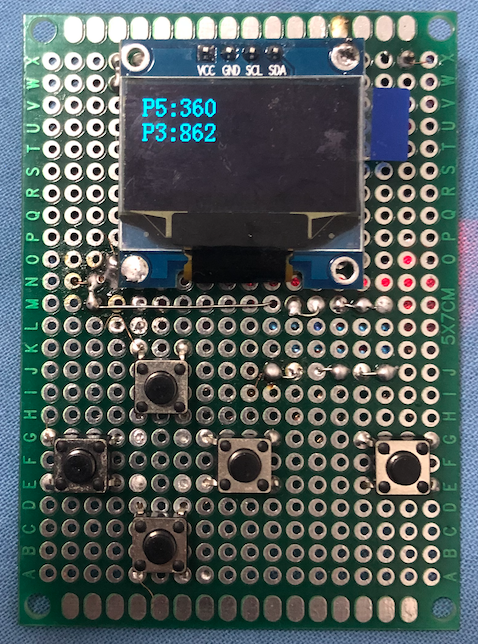 VCC GND SCL SDA
P5:360
P3:862
X
W
V
U
T
S
R
Q
P
O
N
M
L
K
J
I
H
G
F
E
D
C
B
A
X
W
V
U
T
S
R
Q
P
O
5X7CM
J
I
H
G
F
E
D
C
B
A